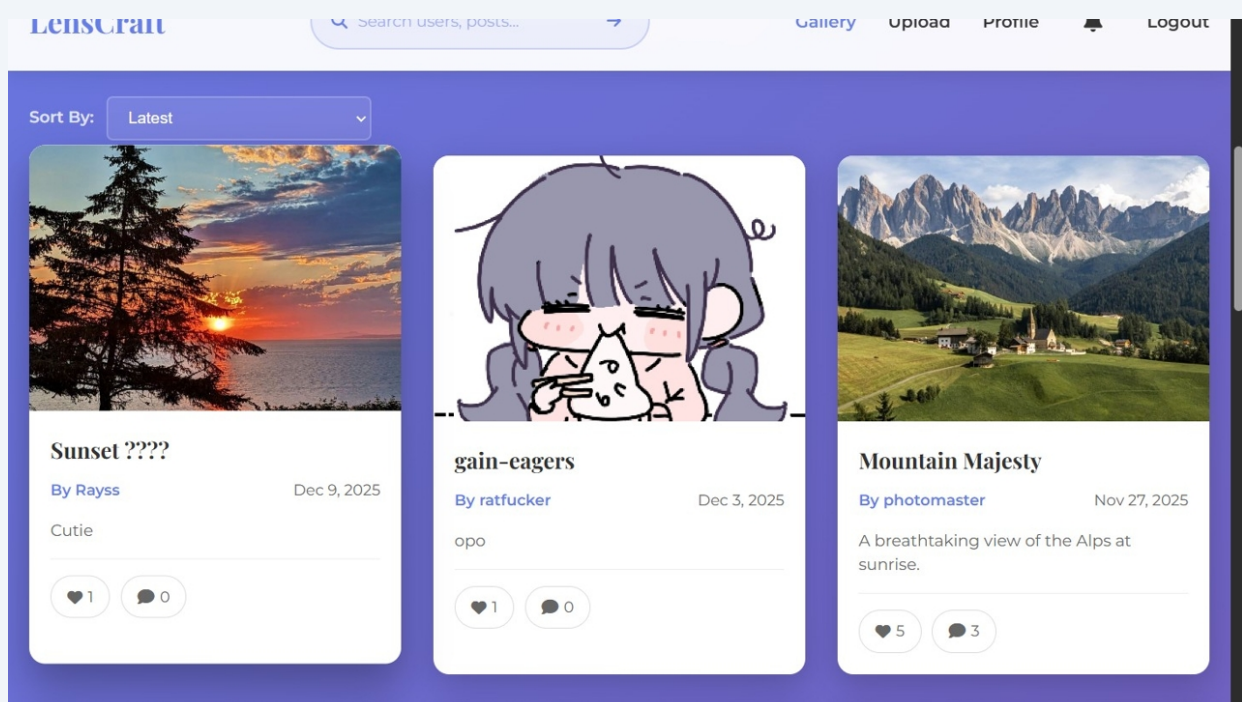 LensCraft
Search users, posts...
Gallery Upload Profile Logout
Sort By: Latest
Sunset ????
By Rayss Dec 9, 2025
Cutie
1 0
gain-eagers
By ratfucker Dec 3, 2025
opo
1 0
Mountain Majesty
By photomaster Nov 27, 2025
A breathtaking view of the Alps at
sunrise.
5 3